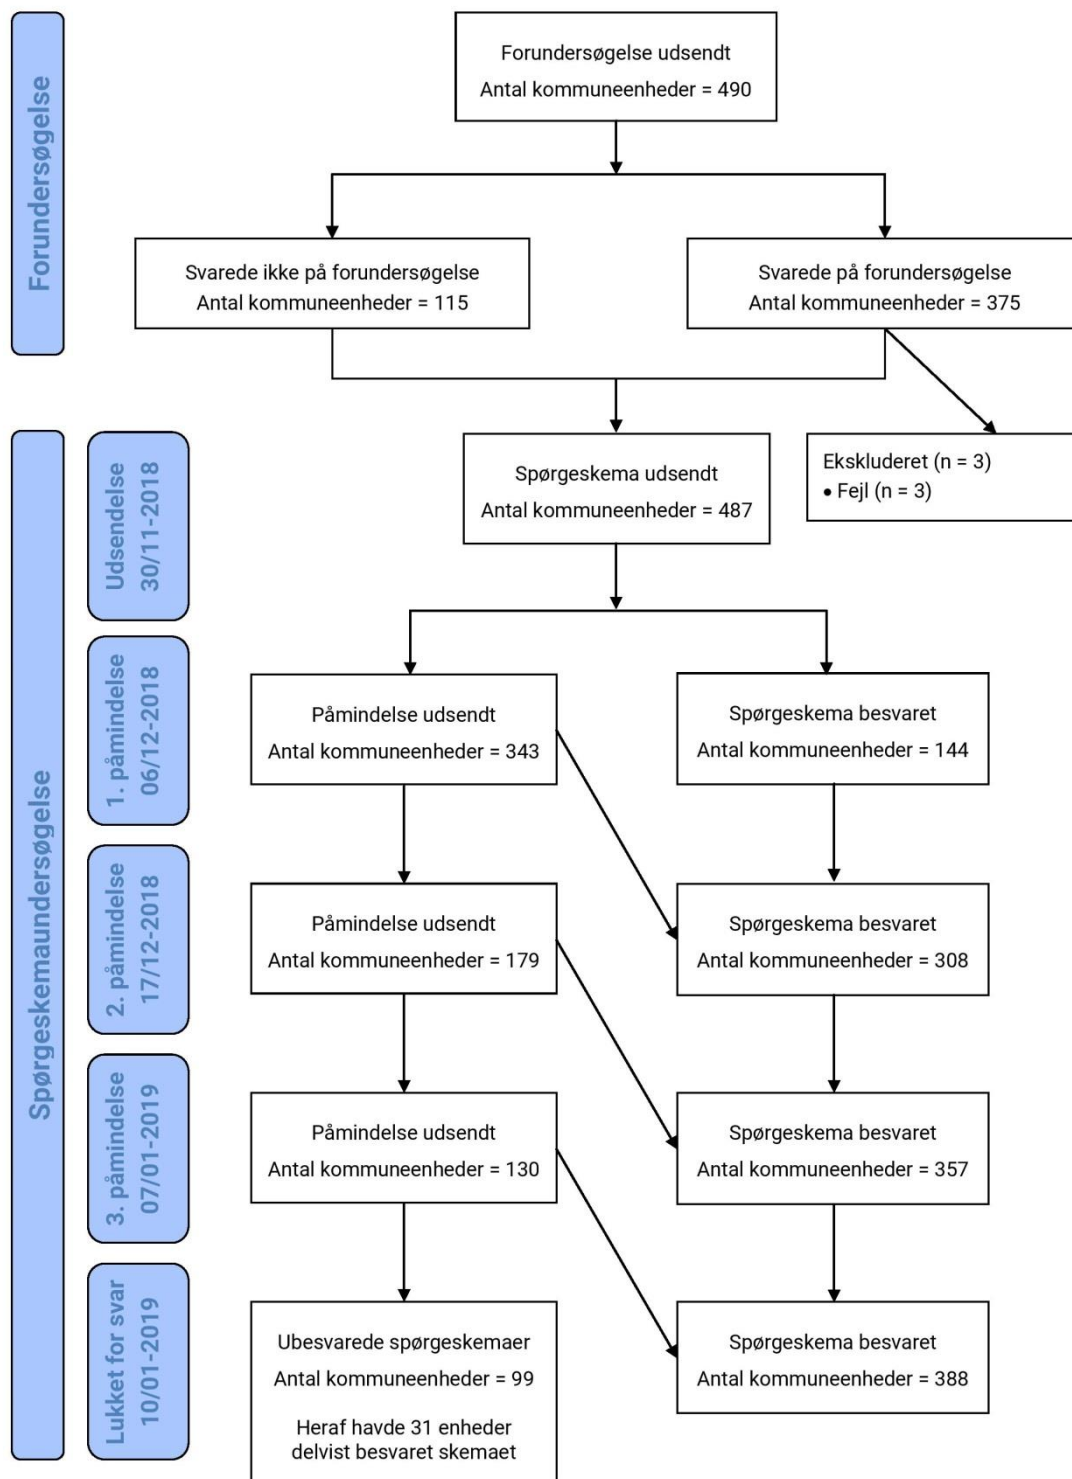 Forundersøgelse
Forundersøgelse udsendt
Antal kommuneenheder = 490
Svarede ikke på forundersøgelse
Antal kommuneenheder = 115
Svarede på forundersøgelse
Antal kommuneenheder = 375
Spørgeskemaundersøgelse
Udsendelse
30/11-2018
Spørgeskema udsendt
Antal kommuneenheder = 487
Ekskluderet (n = 3)
• Fejl (n = 3)
1. påmindelse
06/12-2018
Påmindelse udsendt
Antal kommuneenheder = 343
Spørgeskema besvaret
Antal kommuneenheder = 144
2. påmindelse
17/12-2018
Påmindelse udsendt
Antal kommuneenheder = 179
Spørgeskema besvaret
Antal kommuneenheder = 308
3. påmindelse
07/01-2019
Påmindelse udsendt
Antal kommuneenheder = 130
Spørgeskema besvaret
Antal kommuneenheder = 357
Lukket for svar
10/01-2019
Ubesvarede spørgeskemaer
Antal kommuneenheder = 99
Heraf havde 31 enheder
delvist besvaret skemaet
Spørgeskema besvaret
Antal kommuneenheder = 388